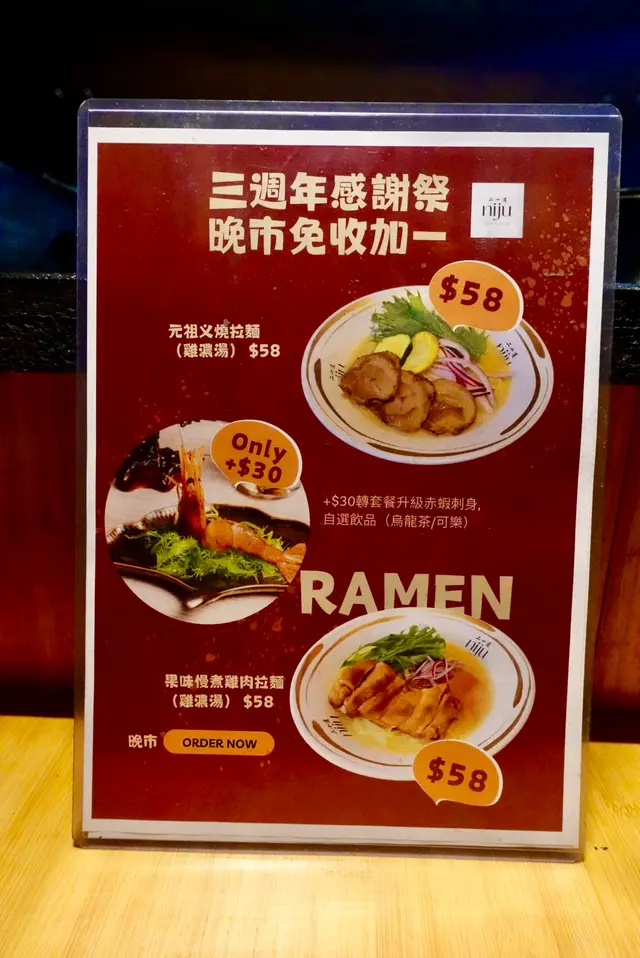 三週年感謝祭
晚市免收加一
niju
$58
元祖义燒拉麵
（雞濃湯） $58
niju
Only
+$30
+$30轉套餐升級赤蝦刺身,
自選飲品（烏龍茶/可樂）
RAMEN
niju
果味慢煮雞肉拉麵
（雞濃湯） $58
晚市 ORDER NOW
$58